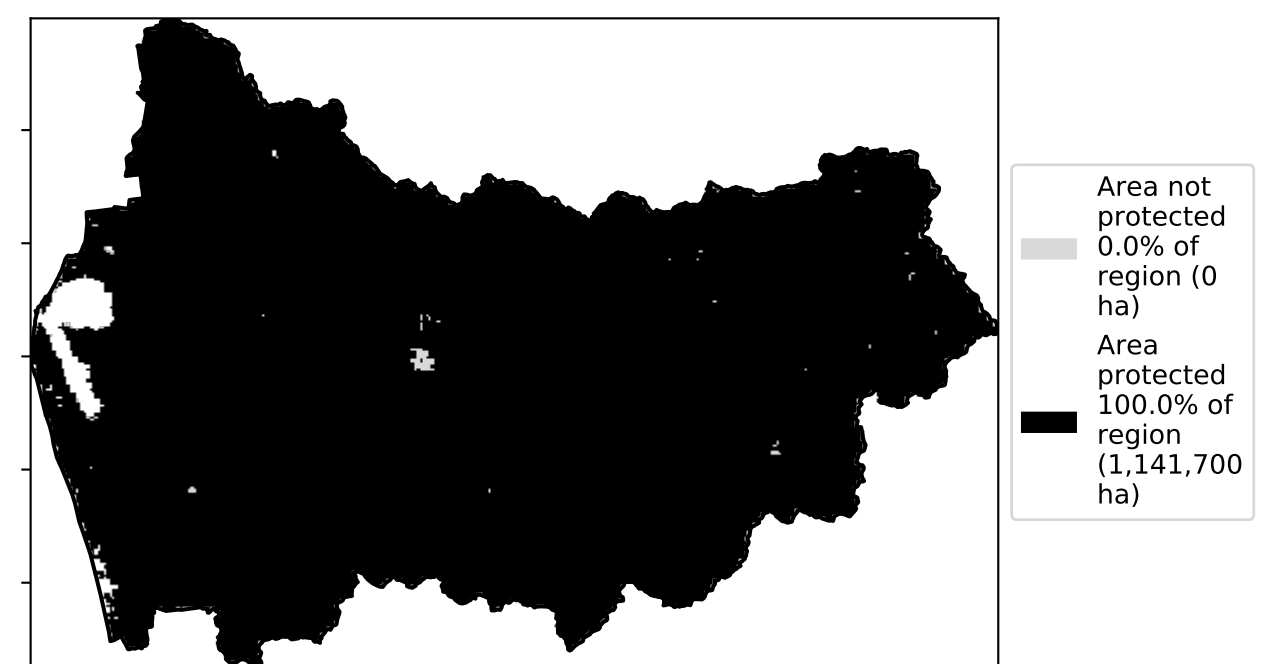 Area not
protected
0.0% of
region (0
ha)
Area
protected
100.0% of
region
(1,141,700
ha)